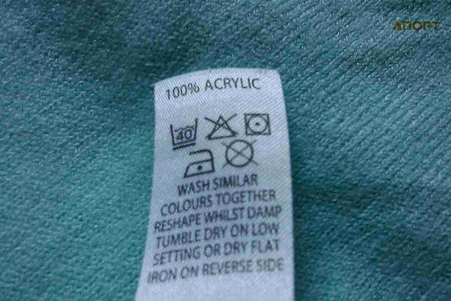 ADOPT
100% ACRYLIC
40
WASH SIMILAR
COLOURS TOGETHER
RESHAPE WHILST DAMP
TUMBLE DRY ON LOW
SETTING OR DRY FLAT
IRON ON REVERSE SIDE